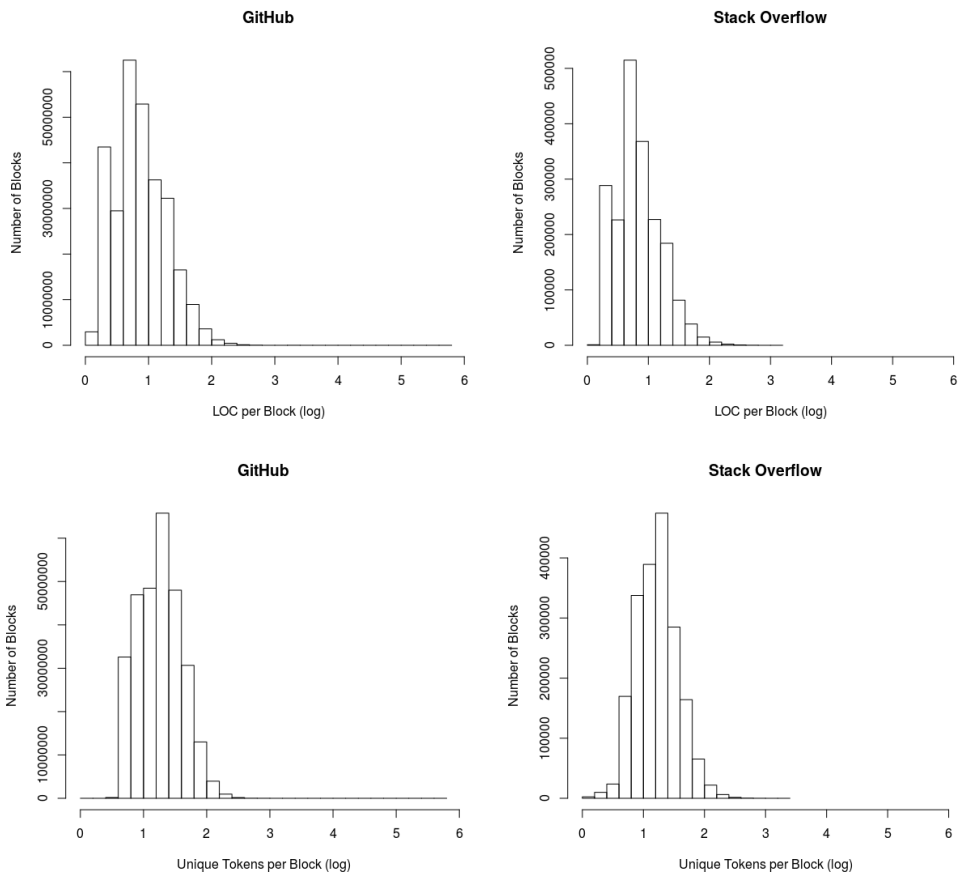 GitHub
Number of Blocks
50000000
30000000
10000000
0
0 1 2 3 4 5 6
LOC per Block (log)
Stack Overflow
Number of Blocks
500000
400000
300000
200000
100000
0
0 1 2 3 4 5 6
LOC per Block (log)
GitHub
Number of Blocks
50000000
30000000
10000000
0
0 1 2 3 4 5 6
Unique Tokens per Block (log)
Stack Overflow
Number of Blocks
400000
300000
200000
100000
0
0 1 2 3 4 5 6
Unique Tokens per Block (log)